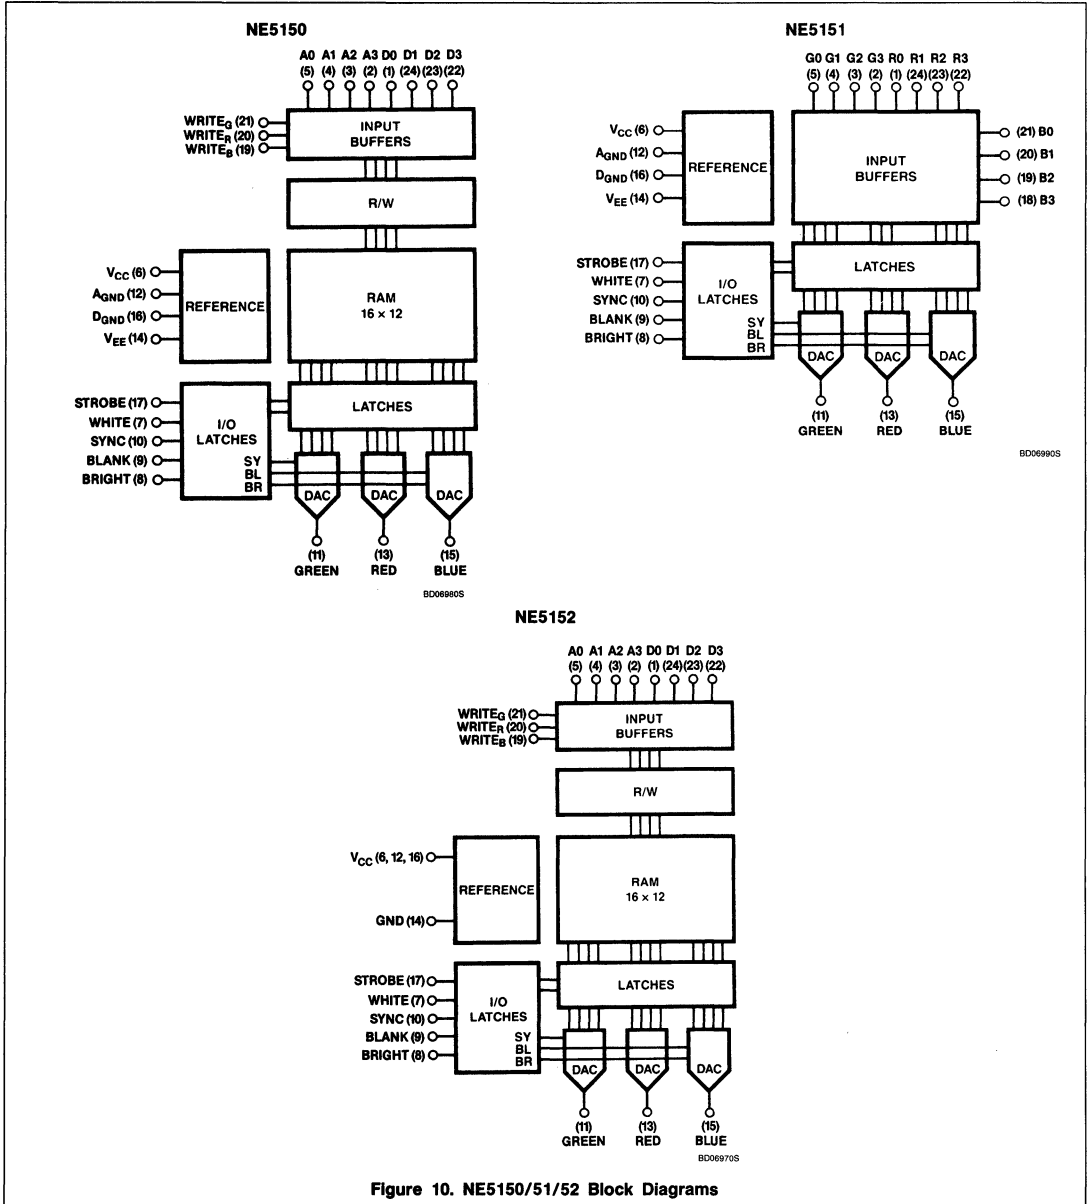 NE5150
A0 A1 A2 A3 D0 D1 D2 D3
(5) (4) (3) (2) (1) (24) (23) (22)
WRITEG (21)
WRITER (20)
WRITEB (19)
INPUT
BUFFERS
R/W
VCC (6)
AGND (12)
DGND (16)
VEE (14)
REFERENCE
RAM
16 × 12
STROBE (17)
WHITE (7)
SYNC (10)
BLANK (9)
BRIGHT (8)
I/O
LATCHES
SY
BL
BR
LATCHES
DAC DAC DAC
(11) (13) (15)
GREEN RED BLUE
BD06980S
NE5151
G0 G1 G2 G3 R0 R1 R2 R3
(5) (4) (3) (2) (1) (24) (23) (22)
VCC (6)
AGND (12)
DGND (16)
VEE (14)
REFERENCE
INPUT
BUFFERS
(21) B0
(20) B1
(19) B2
(18) B3
STROBE (17)
WHITE (7)
SYNC (10)
BLANK (9)
BRIGHT (8)
I/O
LATCHES
SY
BL
BR
LATCHES
DAC DAC DAC
(11) (13) (15)
GREEN RED BLUE
BD06990S
NE5152
A0 A1 A2 A3 D0 D1 D2 D3
(5) (4) (3) (2) (1) (24) (23) (22)
WRITEG (21)
WRITER (20)
WRITEB (19)
INPUT
BUFFERS
R/W
VCC (6, 12, 16)
GND (14)
REFERENCE
RAM
16 × 12
STROBE (17)
WHITE (7)
SYNC (10)
BLANK (9)
BRIGHT (8)
I/O
LATCHES
SY
BL
BR
LATCHES
DAC DAC DAC
(11) (13) (15)
GREEN RED BLUE
BD06970S
Figure 10. NE5150/51/52 Block Diagrams